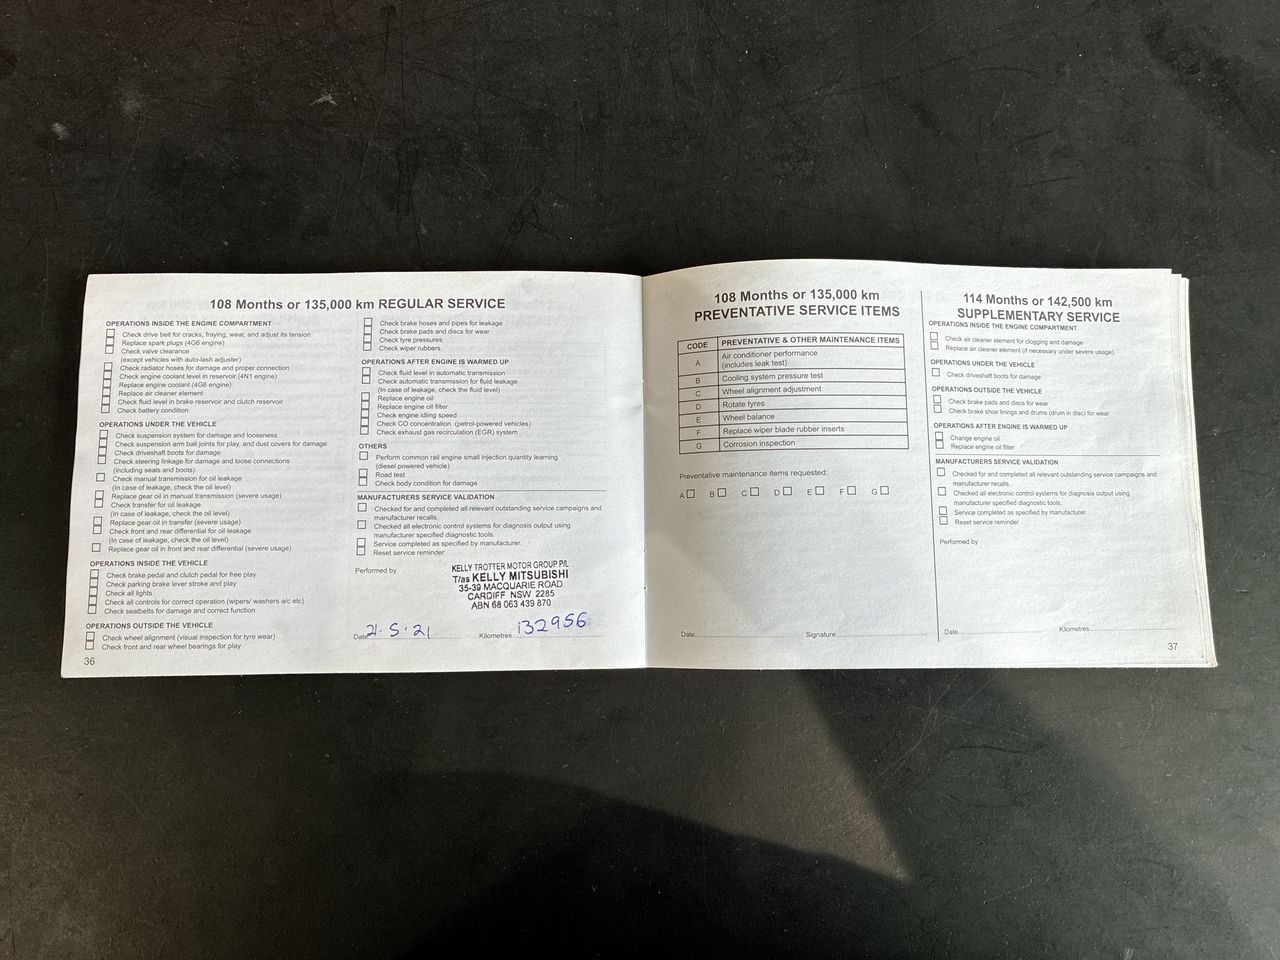 108 Months or 135,000 km REGULAR SERVICE
OPERATIONS INSIDE THE ENGINE COMPARTMENT
Check drive belt for cracks, fraying, wear, and adjust its tension
Replace spark plugs (4G6 engine)
Check valve clearance
(except vehicles with auto-lash adjuster)
Check radiator hoses for damage and proper connection
Check engine coolant level in reservoir (4N1 engine)
Replace engine coolant (4G6 engine)
Replace air cleaner element
Check fluid level in brake reservoir and clutch reservoir
Check battery condition
OPERATIONS UNDER THE VEHICLE
Check suspension system for damage and looseness
Check suspension arm ball joints for play, and dust covers for damage
Check driveshaft boots for damage
Check steering linkage for damage and loose connections
(including seals and boots)
Check manual transmission for oil leakage
(In case of leakage, check the oil level)
Replace gear oil in manual transmission (severe usage)
Check transfer for oil leakage
(In case of leakage, check the oil level)
Replace gear oil in transfer (severe usage)
Check front and rear differential for oil leakage
(In case of leakage, check the oil level)
Replace gear oil in front and rear differential (severe usage)
OPERATIONS INSIDE THE VEHICLE
Check brake pedal and clutch pedal for free play
Check parking brake lever stroke and play
Check all lights
Check all controls for correct operation (wipers/ washers a/c etc)
Check seatbelts for damage and correct function
OPERATIONS OUTSIDE THE VEHICLE
Check wheel alignment (visual inspection for tyre wear)
Check front and rear wheel bearings for play
36
Check brake hoses and pipes for leakage
Check brake pads and discs for wear
Check tyre pressures
Check wiper rubbers
OPERATIONS AFTER ENGINE IS WARMED UP
Check fluid level in automatic transmission
Check automatic transmission for fluid leakage
(In case of leakage, check the fluid level)
Replace engine oil
Replace engine oil filter
Check engine idling speed
Check CO concentration (petrol-powered vehicles)
Check exhaust gas recirculation (EGR) system
OTHERS
Perform common rail engine small injection quantity learning
(diesel powered vehicle)
Road test
Check body condition for damage
MANUFACTURERS SERVICE VALIDATION
Checked for and completed all relevant outstanding service campaigns and
manufacturer recalls.
Checked all electronic control systems for diagnosis output using
manufacturer specified diagnostic tools.
Service completed as specified by manufacturer.
Reset service reminder
Performed by
KELLY TROTTER MOTOR GROUP P/L
T/as KELLY MITSUBISHI
35-39 MACQUARIE ROAD
CARDIFF NSW 2285
ABN 68 063 439 870
Date 21.5.21 Kilometres 132956
108 Months or 135,000 km
PREVENTATIVE SERVICE ITEMS
CODE PREVENTATIVE & OTHER MAINTENANCE ITEMS
A Air conditioner performance
(includes leak test)
B Cooling system pressure test
C Wheel alignment adjustment
D Rotate tyres
E Wheel balance
F Replace wiper blade rubber inserts
G Corrosion inspection
Preventative maintenance items requested:
A B C D E F G
Date Signature
114 Months or 142,500 km
SUPPLEMENTARY SERVICE
OPERATIONS INSIDE THE ENGINE COMPARTMENT
Check air cleaner element for clogging and damage
Replace air cleaner element (if necessary under severe usage)
OPERATIONS UNDER THE VEHICLE
Check driveshaft boots for damage
OPERATIONS OUTSIDE THE VEHICLE
Check brake pads and discs for wear
Check brake shoe linings and drums (drum in disc) for wear
OPERATIONS AFTER ENGINE IS WARMED UP
Change engine oil
Replace engine oil filter
MANUFACTURERS SERVICE VALIDATION
Checked for and completed all relevant outstanding service campaigns and
manufacturer recalls.
Checked all electronic control systems for diagnosis output using
manufacturer specified diagnostic tools.
Service completed as specified by manufacturer.
Reset service reminder
Performed by
Date Kilometres
37